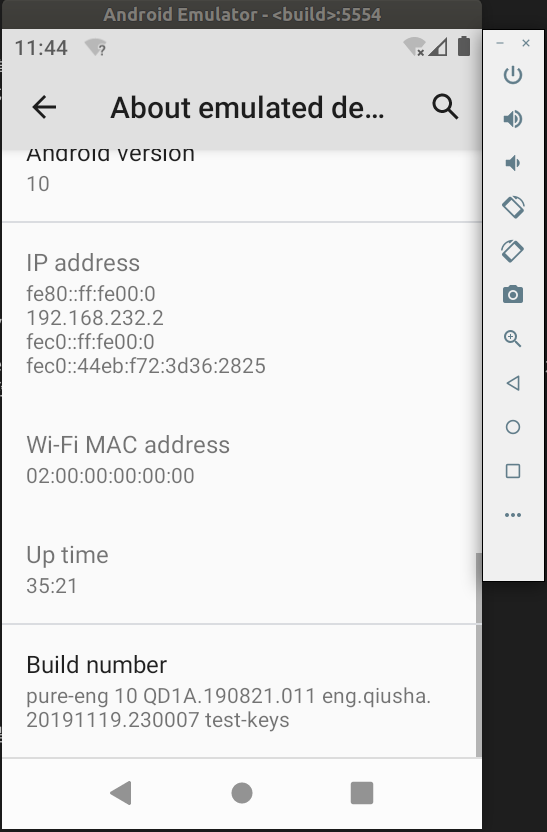 Android Emulator - <build>:5554
11:44
About emulated de...
Android version
10
IP address
fe80::ff:fe00:0
192.168.232.2
fec0::ff:fe00:0
fec0::44eb:f72:3d36:2825
Wi-Fi MAC address
02:00:00:00:00:00
Up time
35:21
Build number
pure-eng 10 QD1A.190821.011 eng.qiusha.
20191119.230007 test-keys